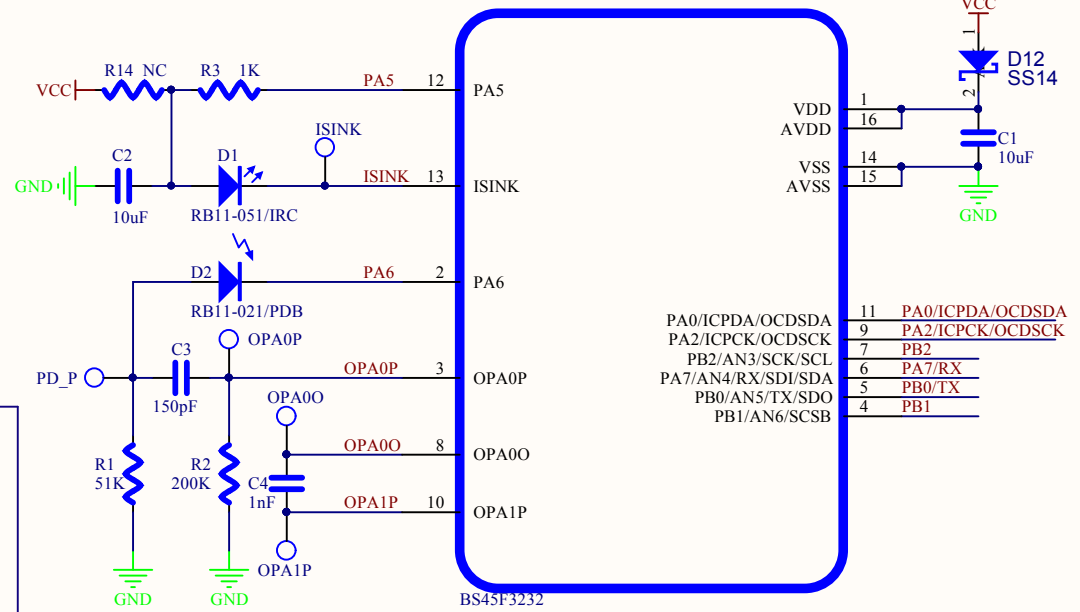 VCC
R14 NC
R3 1K
PA5
12
PA5
VCC
1
D12
SS14
2
VDD
1
AVDD
16
C1
10uF
VSS
14
AVSS
15
GND
ISINK
C2
D1
GND
ISINK
13
ISINK
10uF
RB11-051/IRC
D2
PA6
2
PA6
RB11-021/PDB
OPA0P
C3
PD_P
OPA0P
3
OPA0P
150pF
OPA0O
OPA0O
8
OPA0O
R1
51K
R2
200K
C4
1nF
OPA1P
10
OPA1P
OPA1P
GND
GND
PA0/ICPDA/OCDSDA
11
PA0/ICPDA/OCDSDA
PA2/ICPCK/OCDSCK
9
PA2/ICPCK/OCDSCK
PB2/AN3/SCK/SCL
7
PB2
PA7/AN4/RX/SDI/SDA
6
PA7/RX
PB0/AN5/TX/SDO
5
PB0/TX
PB1/AN6/SCSB
4
PB1
BS45F3232